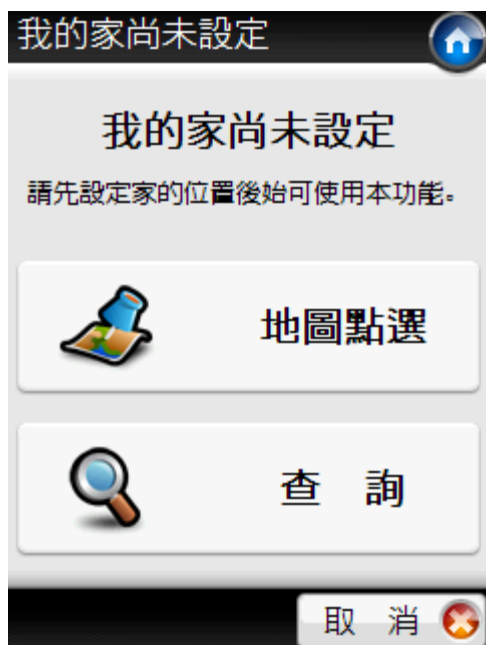 我的家尚未設定
我的家尚未設定
請先設定家的位置後始可使用本功能。
地圖點選
查 詢
取 消